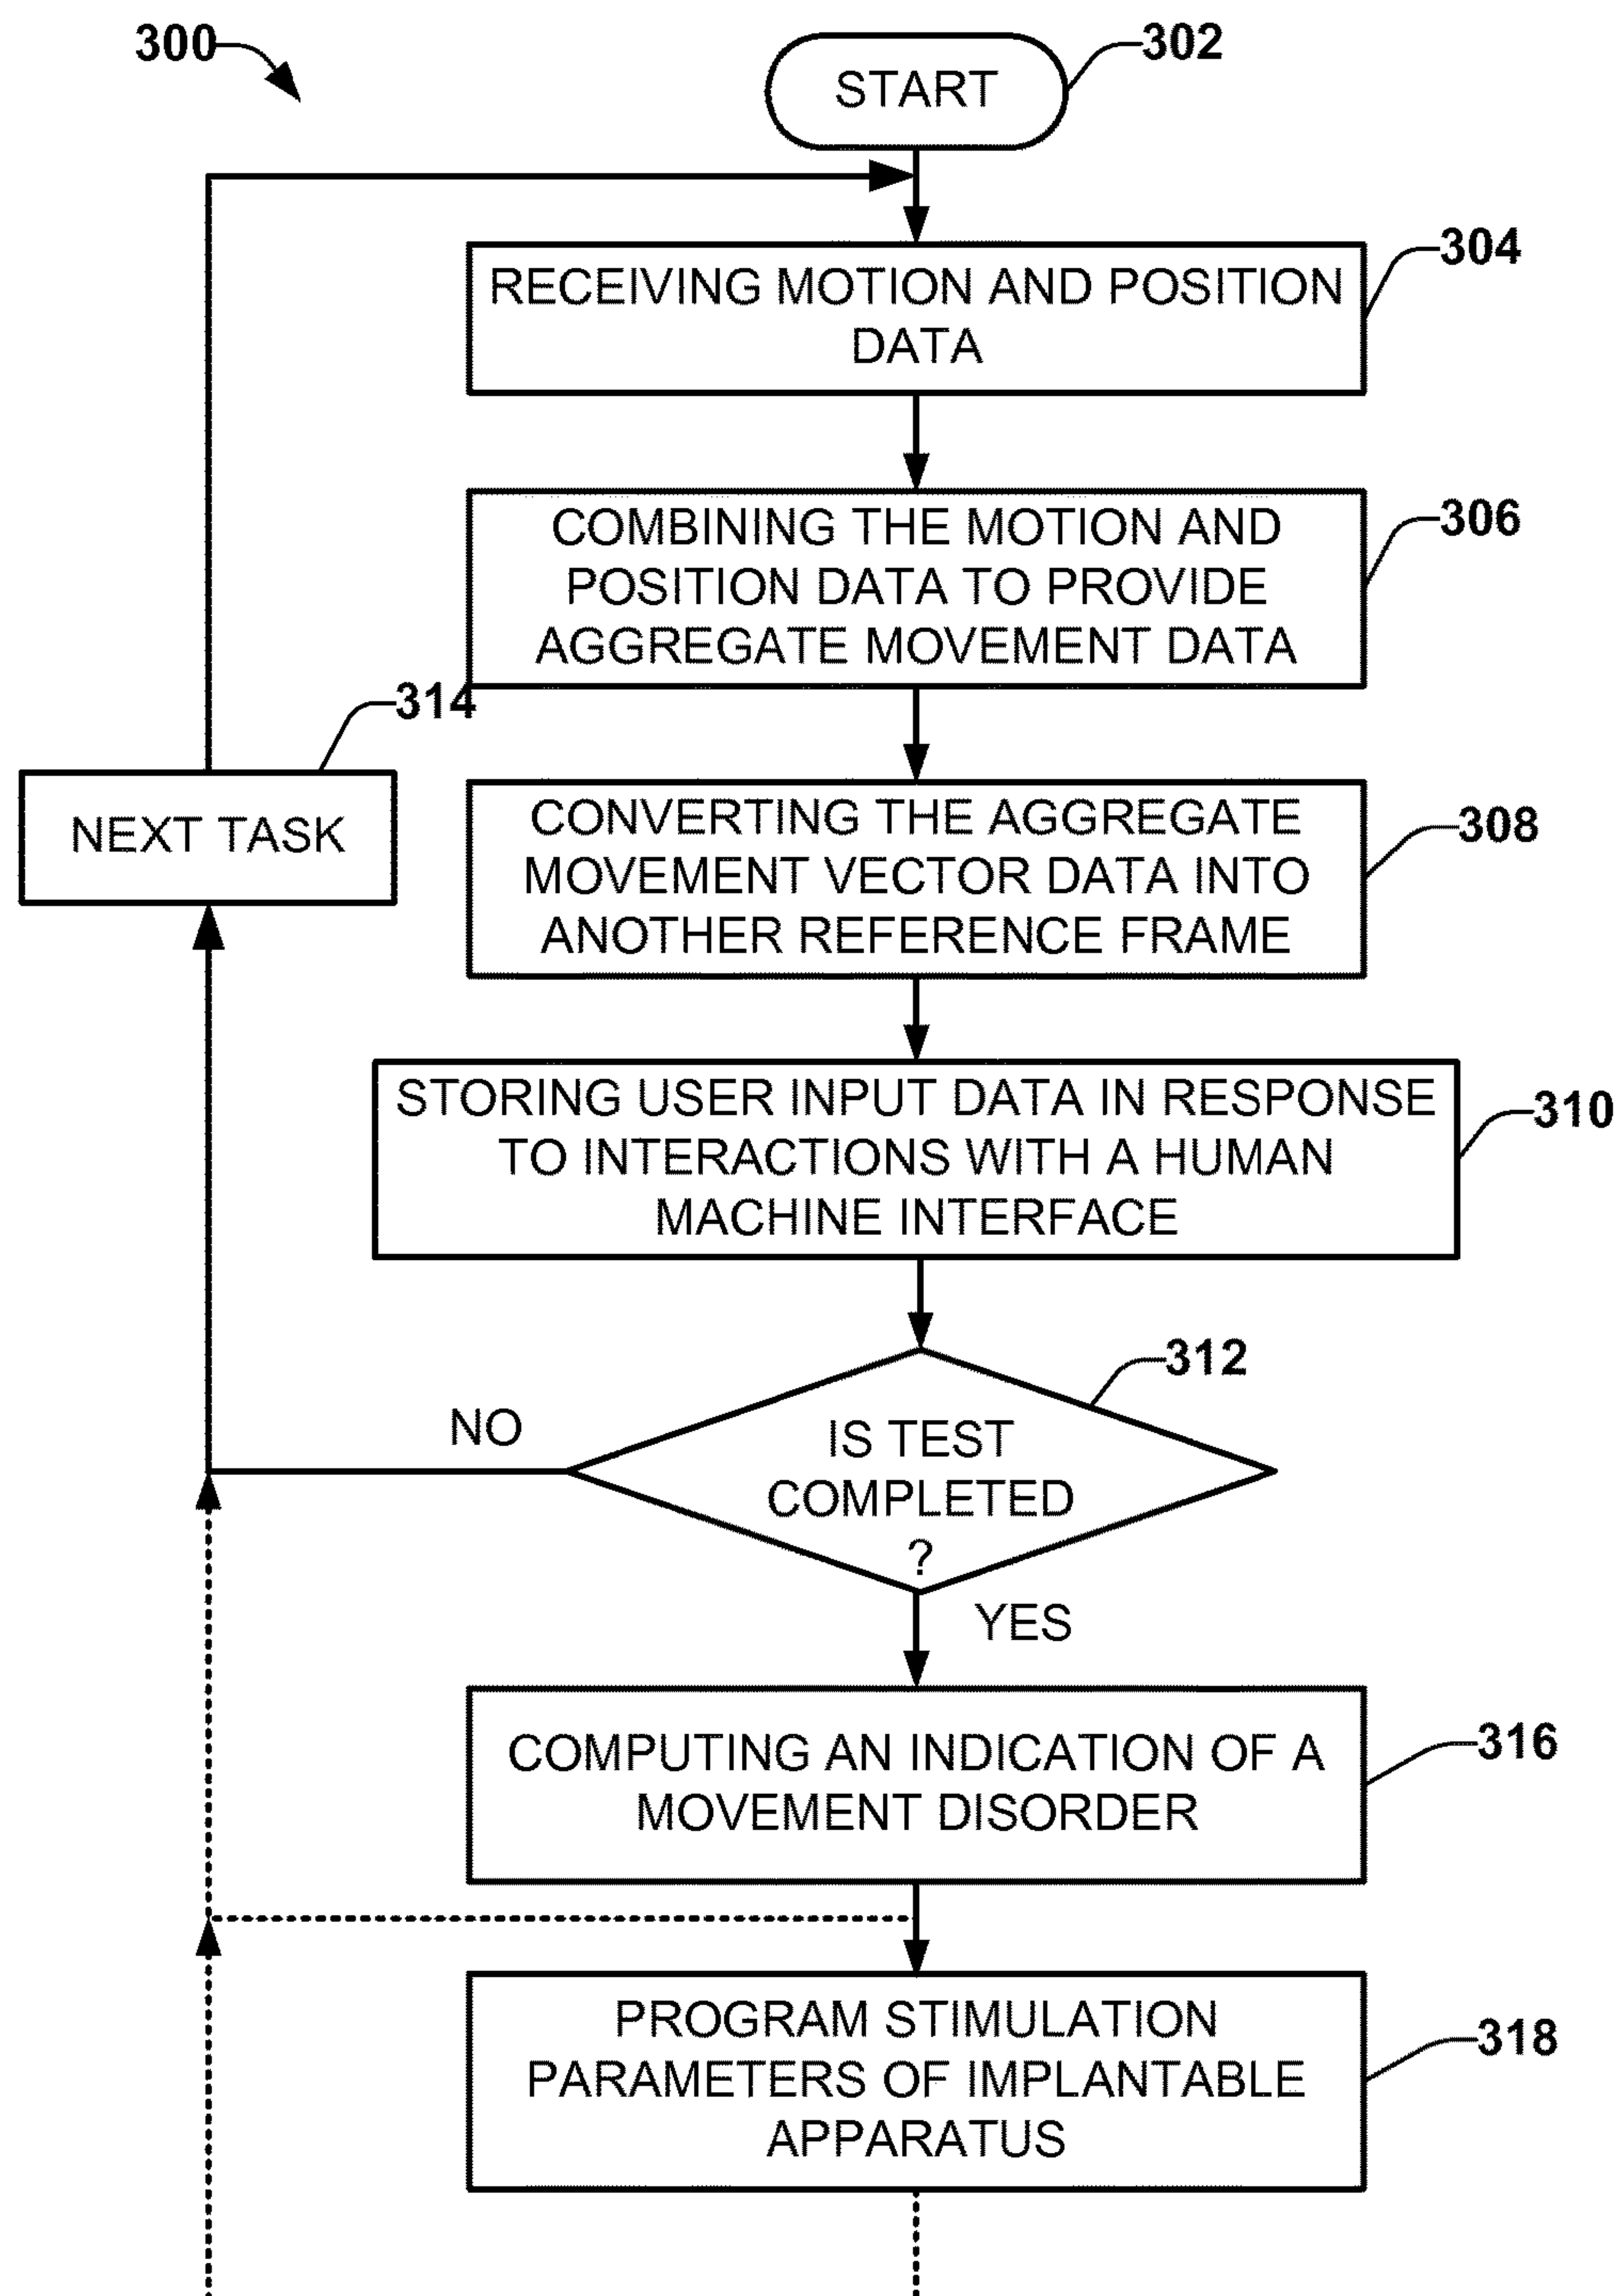 300
START
302
RECEIVING MOTION AND POSITION
DATA
304
COMBINING THE MOTION AND
POSITION DATA TO PROVIDE
AGGREGATE MOVEMENT DATA
306
314
NEXT TASK
CONVERTING THE AGGREGATE
MOVEMENT VECTOR DATA INTO
ANOTHER REFERENCE FRAME
308
STORING USER INPUT DATA IN RESPONSE
TO INTERACTIONS WITH A HUMAN
MACHINE INTERFACE
310
312
NO
IS TEST
COMPLETED
?
YES
COMPUTING AN INDICATION OF A
MOVEMENT DISORDER
316
PROGRAM STIMULATION
PARAMETERS OF IMPLANTABLE
APPARATUS
318